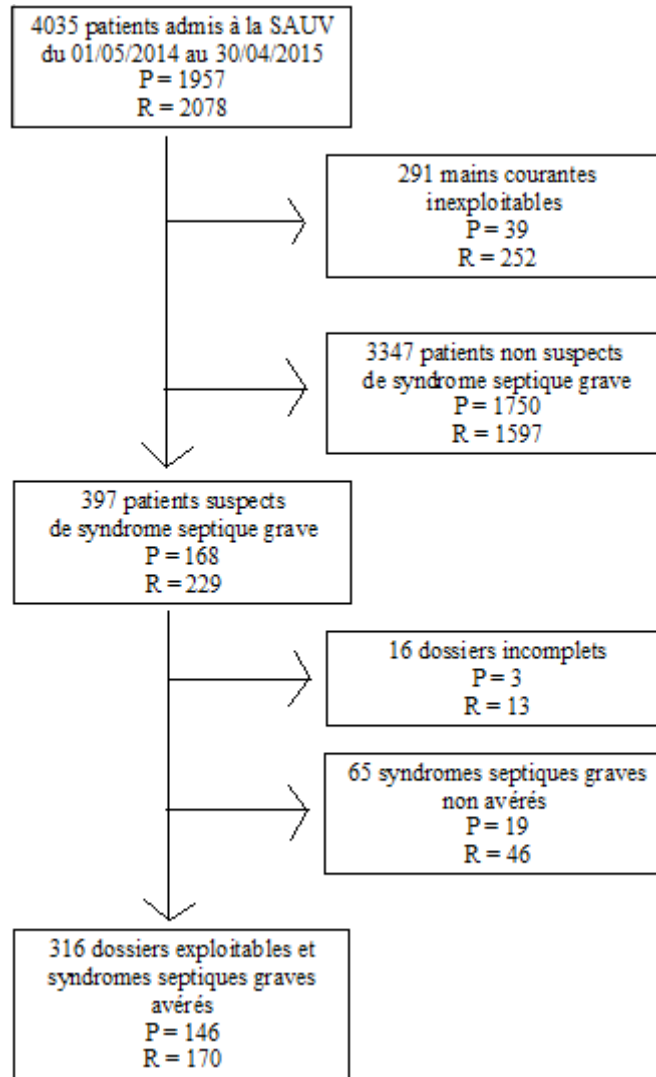 4035 patients admis à la SAUV
du 01/05/2014 au 30/04/2015
P = 1957
R = 2078
291 mains courantes
inexploitables
P = 39
R = 252
3347 patients non suspects
de syndrome septique grave
P = 1750
R = 1597
397 patients suspects
de syndrome septique grave
P = 168
R = 229
16 dossiers incomplets
P = 3
R = 13
65 syndromes septiques graves
non avérés
P = 19
R = 46
316 dossiers exploitables et
syndromes septiques graves
avérés
P = 146
R = 170